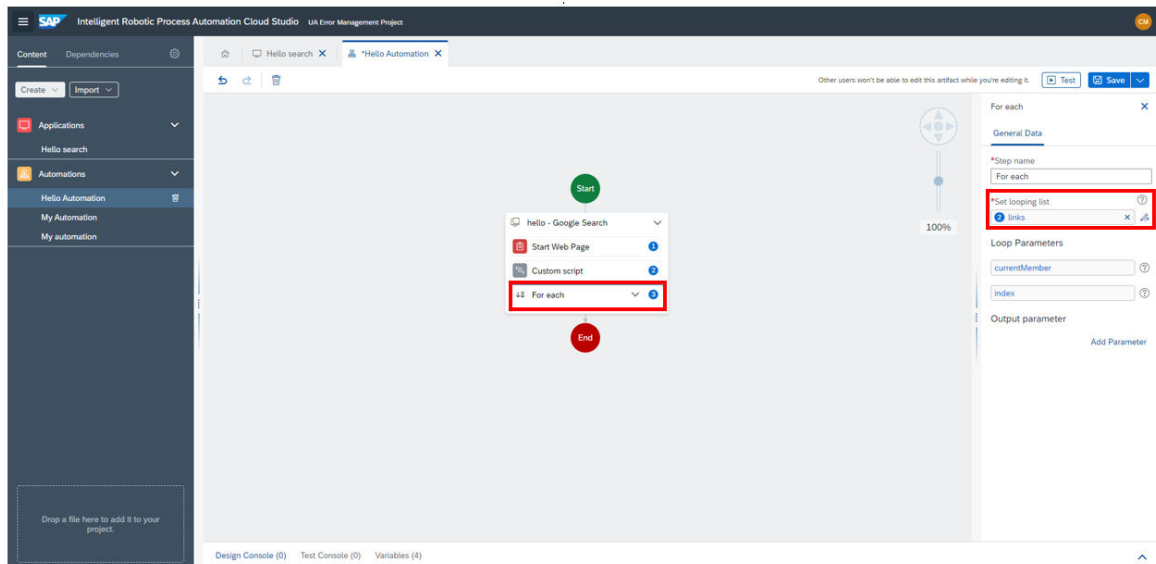 SAP Intelligent Robotic Process Automation Cloud Studio UA Error Management Project CM
Content Dependencies
Hello search
*Hello Automation
Other users won't be able to edit this artifact while you're editing it. Test Save
Create Import
Applications
Hello search
Automations
Hello Automation
My Automation
My automation
Drop a file here to add it to your
project.
Start
hello - Google Search
Start Web Page 1
Custom script 2
For each 3
End
100%
For each
General Data
*Step name
For each
*Set looping list
2 links
Loop Parameters
currentMember
index
Output parameter
Add Parameter
Design Console (0) Test Console (0) Variables (4)